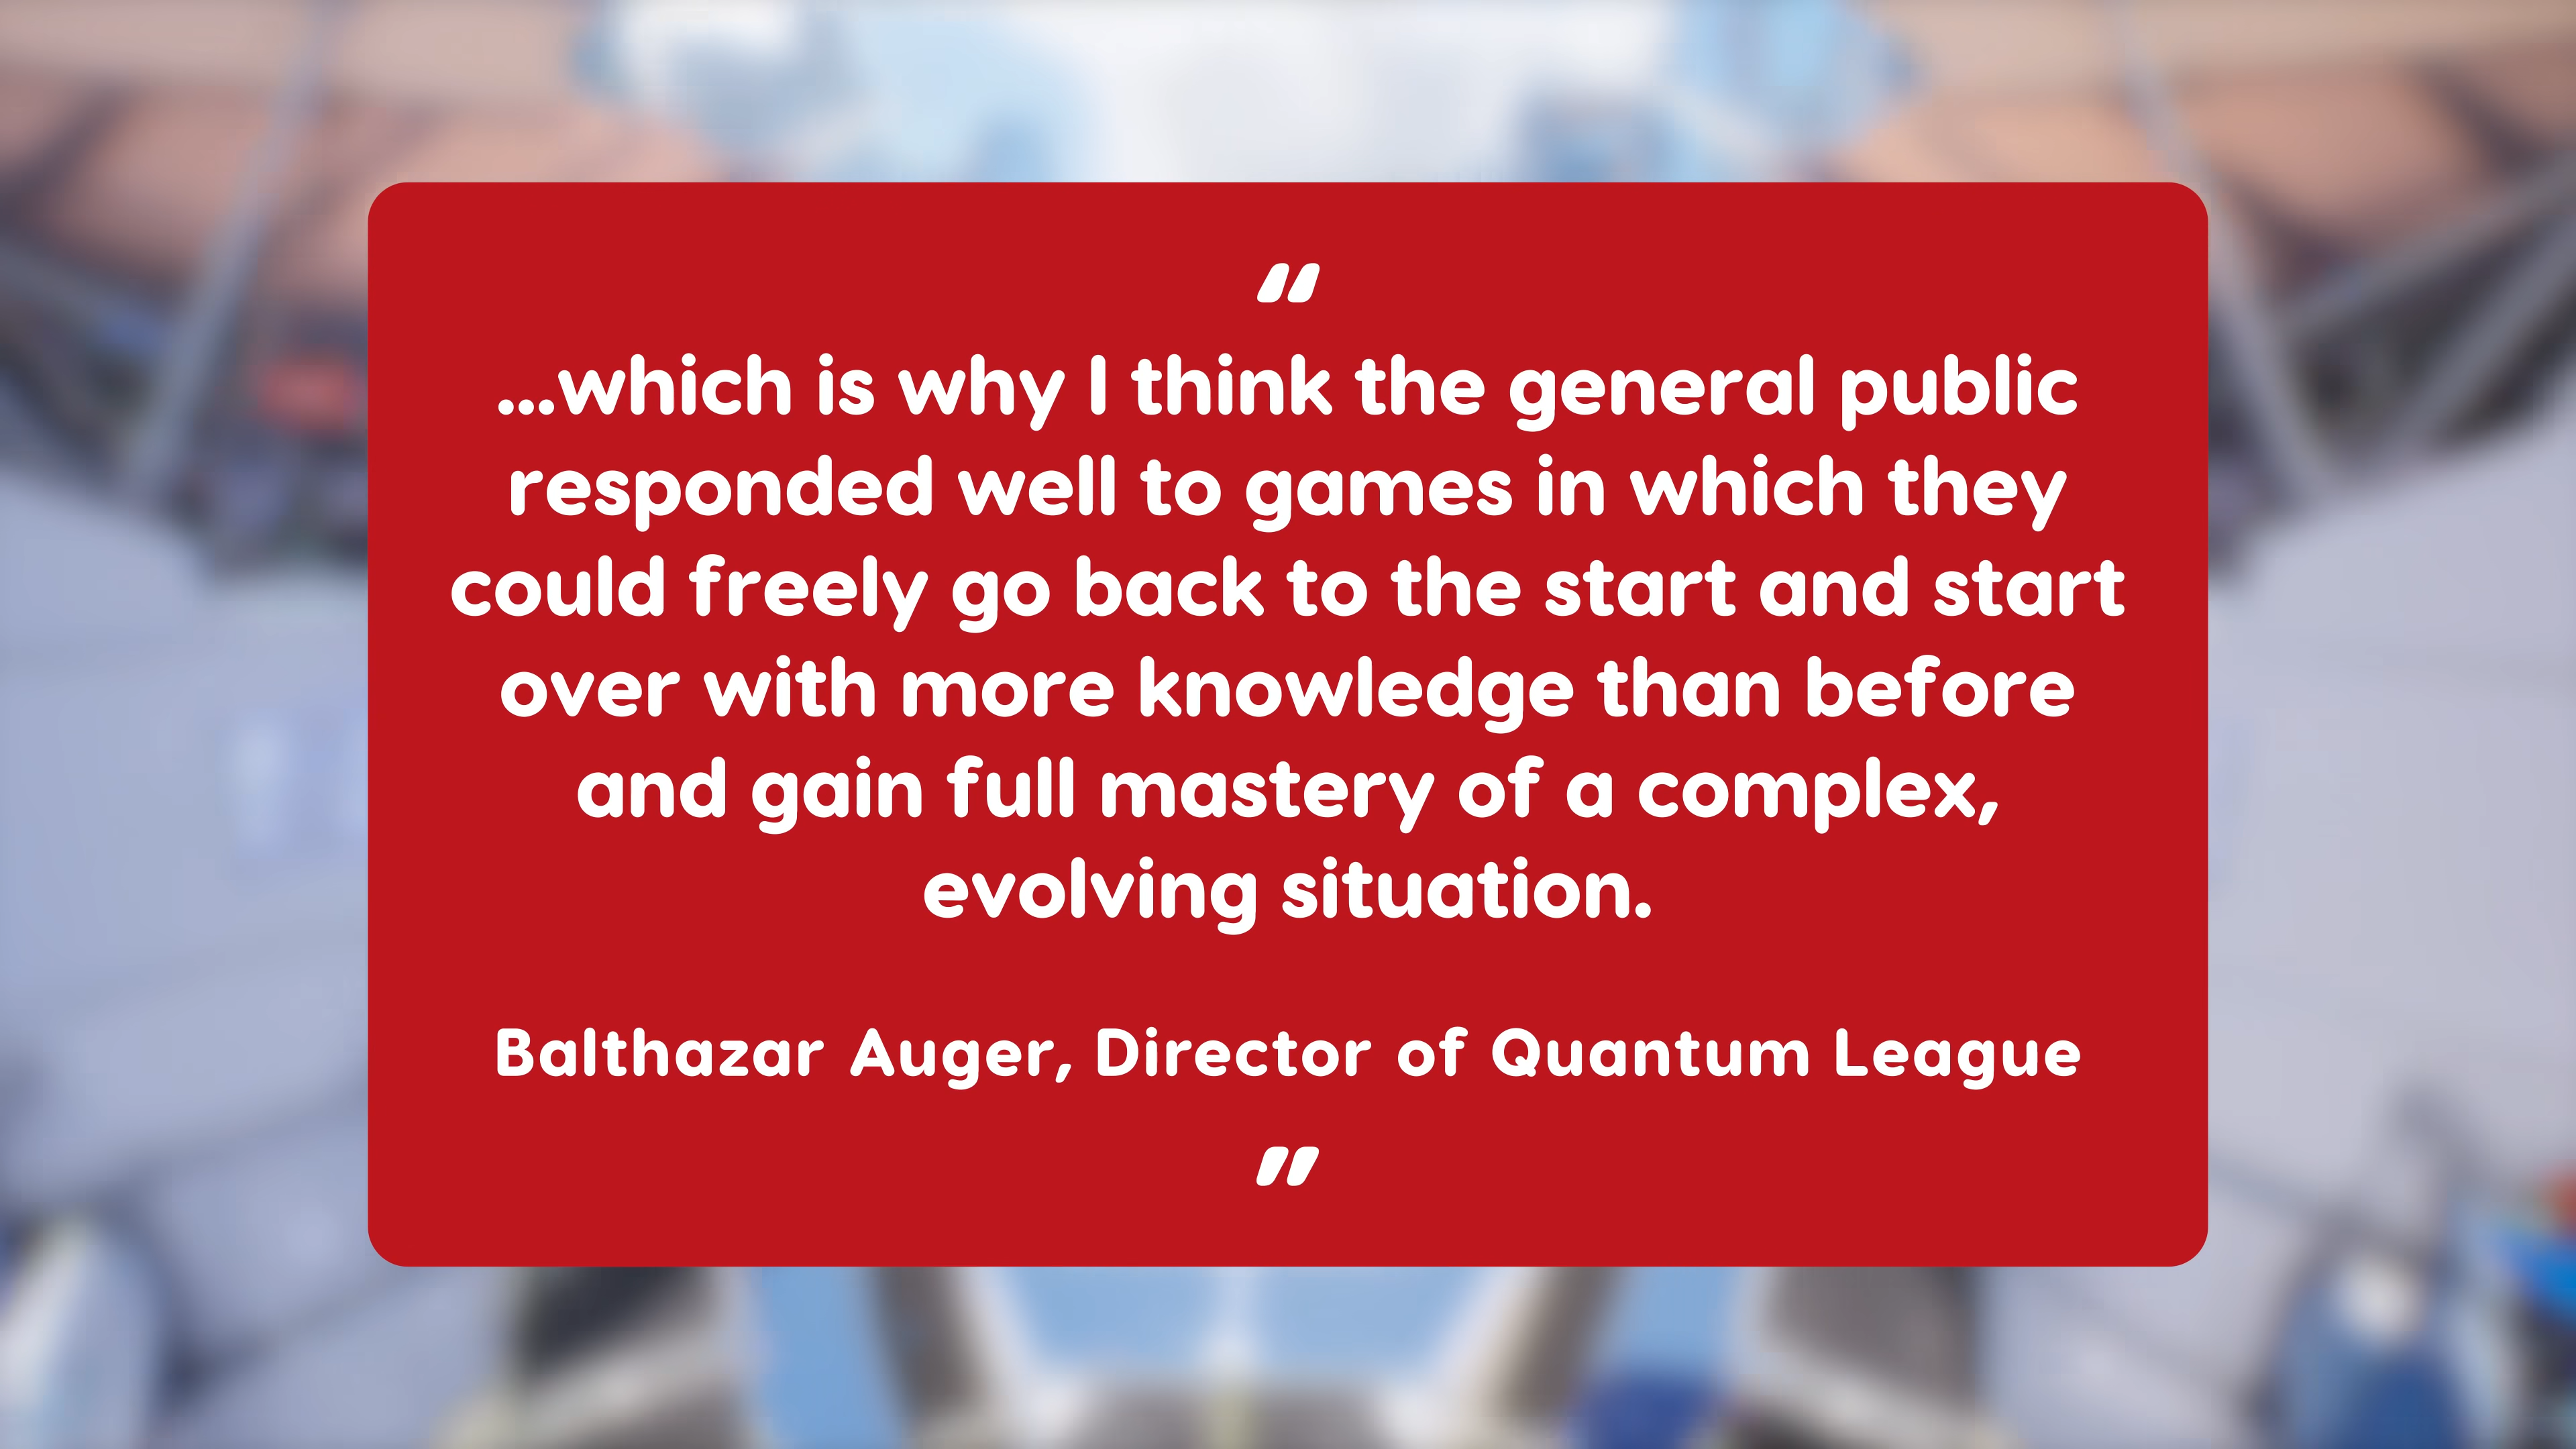 “
...which is why I think the general public
responded well to games in which they
could freely go back to the start and start
over with more knowledge than before
and gain full mastery of a complex,
evolving situation.
Balthazar Auger, Director of Quantum League
”